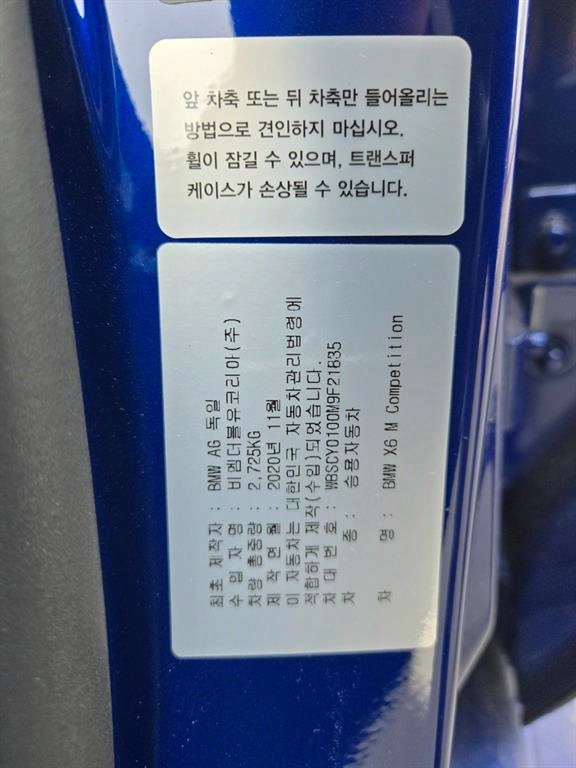 앞 차축 또는 뒤 차축만 들어올리는
방법으로 견인하지 마십시오.
휠이 잠길 수 있으며, 트랜스퍼
케이스가 손상될 수 있습니다.
최초 제작자 : BMW AG 독일
수입 자명 : 비엠더블유코리아(주)
차량 총중량 : 2,725KG
제작 년월 : 2020년 11월
이 자동차는 대한민국 자동차관리법령에
적합하게 제작(수입)되었습니다.
차대번호 : WBSCY0100M9F21835
차 종 : 승용자동차
차 명 : BMW X6 M Competition